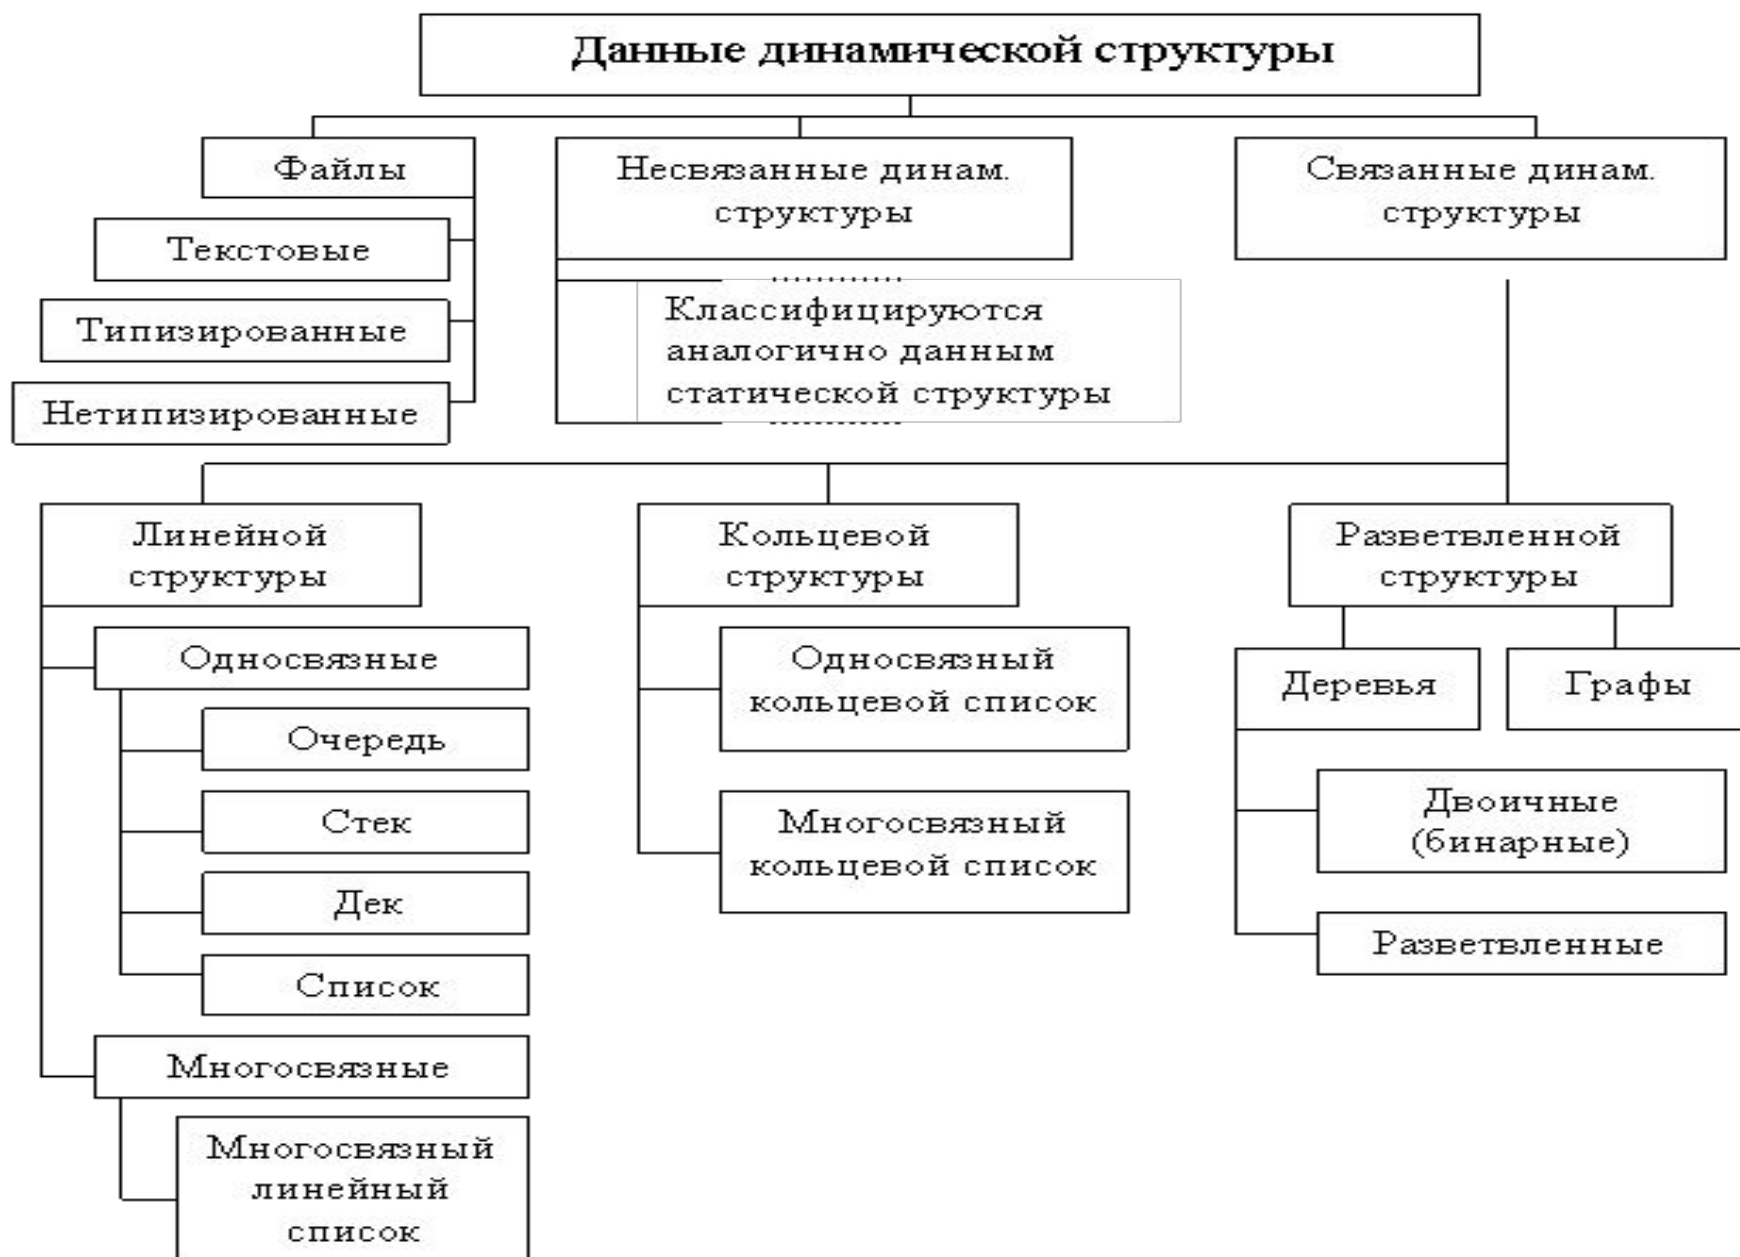 Данные динамической структуры
Файлы
Текстовые
Типизированные
Нетипизированные
Несвязанные динам.
структуры
Классифицируются
аналогично данным
статической структуры
Связанные динам.
структуры
Линейной
структуры
Односвязные
Очередь
Стек
Дек
Список
Многосвязные
Многосвязный
линейный
список
Кольцевой
структуры
Односвязный
кольцевой список
Многосвязный
кольцевой список
Разветвленной
структуры
Деревья
Графы
Двоичные
(бинарные)
Разветвленные